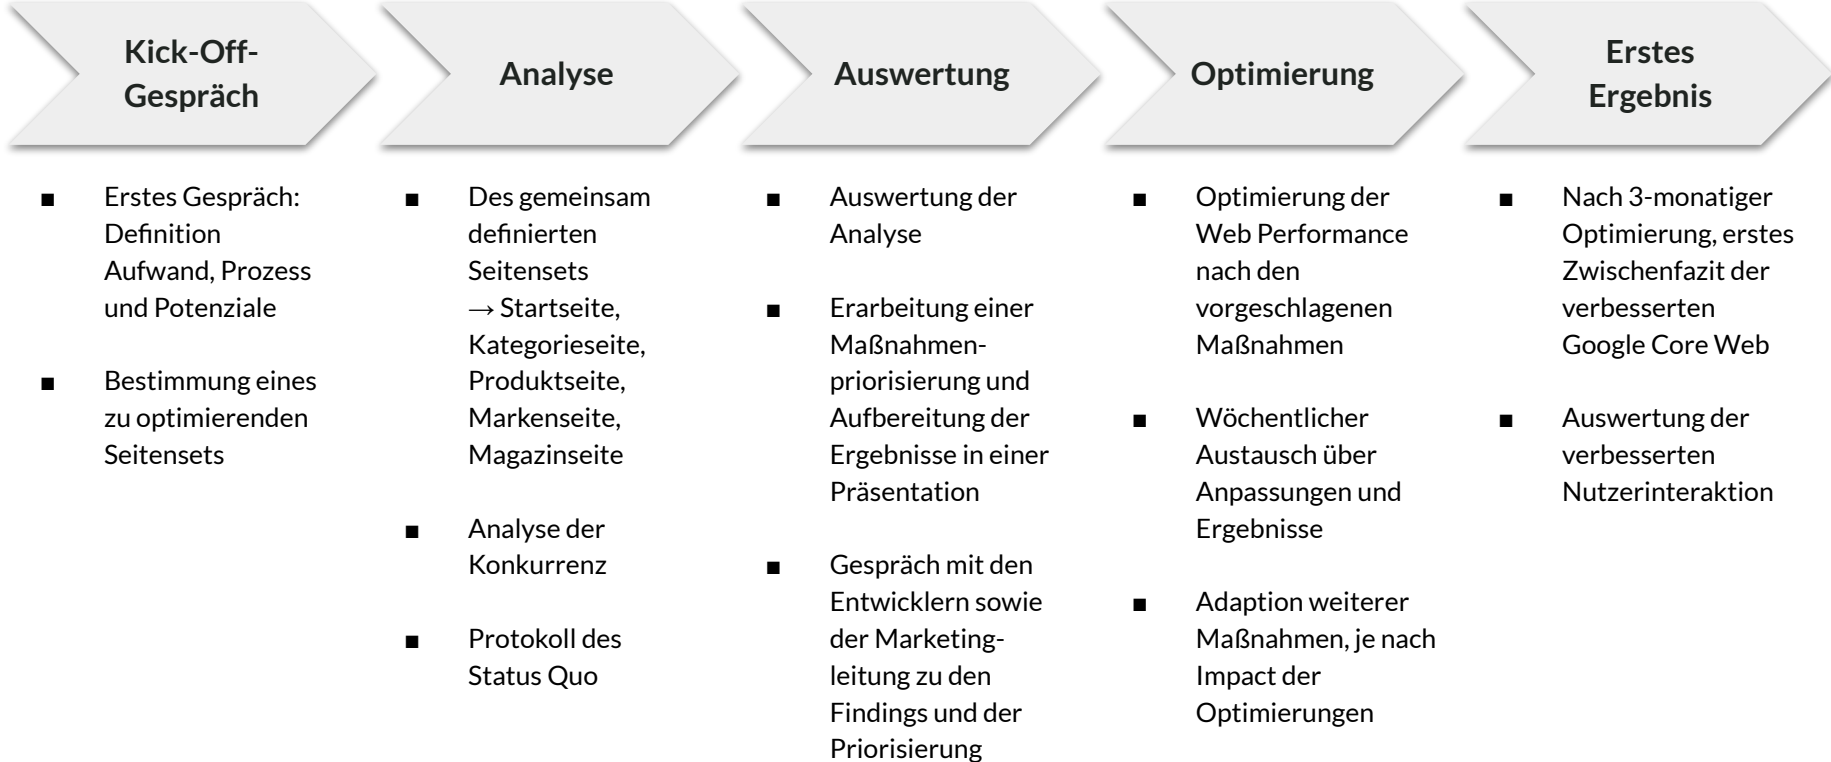 Kick-Off-
Gespräch
Analyse
Auswertung
Optimierung
Erstes
Ergebnis
▪ Erstes Gespräch:
Definition
Aufwand, Prozess
und Potenziale
▪ Bestimmung eines
zu optimierenden
Seitensets
▪ Des gemeinsam
definierten
Seitensets
→ Startseite,
Kategorieseite,
Produktseite,
Markenseite,
Magazinseite
▪ Analyse der
Konkurrenz
▪ Protokoll des
Status Quo
▪ Auswertung der
Analyse
▪ Erarbeitung einer
Maßnahmen-
priorisierung und
Aufbereitung der
Ergebnisse in einer
Präsentation
▪ Gespräch mit den
Entwicklern sowie
der Marketing-
leitung zu den
Findings und der
Priorisierung
▪ Optimierung der
Web Performance
nach den
vorgeschlagenen
Maßnahmen
▪ Wöchentlicher
Austausch über
Anpassungen und
Ergebnisse
▪ Adaption weiterer
Maßnahmen, je nach
Impact der
Optimierungen
▪ Nach 3-monatiger
Optimierung, erstes
Zwischenfazit der
verbesserten
Google Core Web
▪ Auswertung der
verbesserten
Nutzerinteraktion